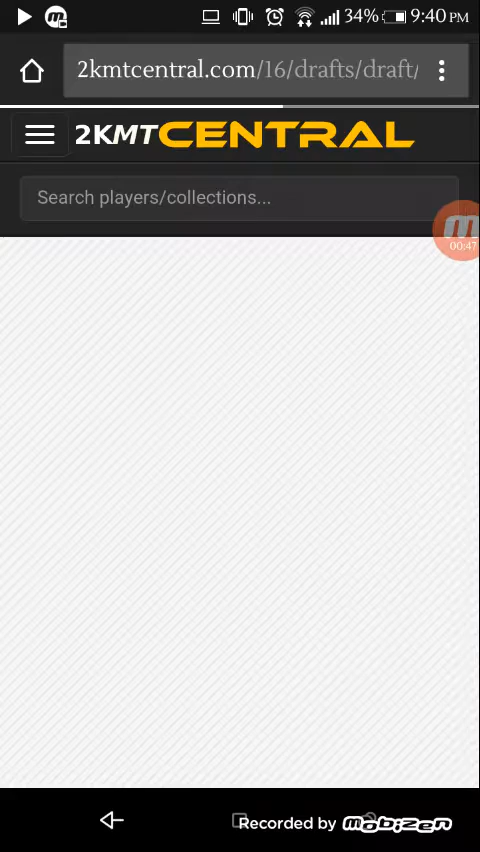 34% 9:40 PM
2kmtcentral.com/16/drafts/draft/
2KMTCENTRAL
Search players/collections...
00:47
Recorded by Mobizen